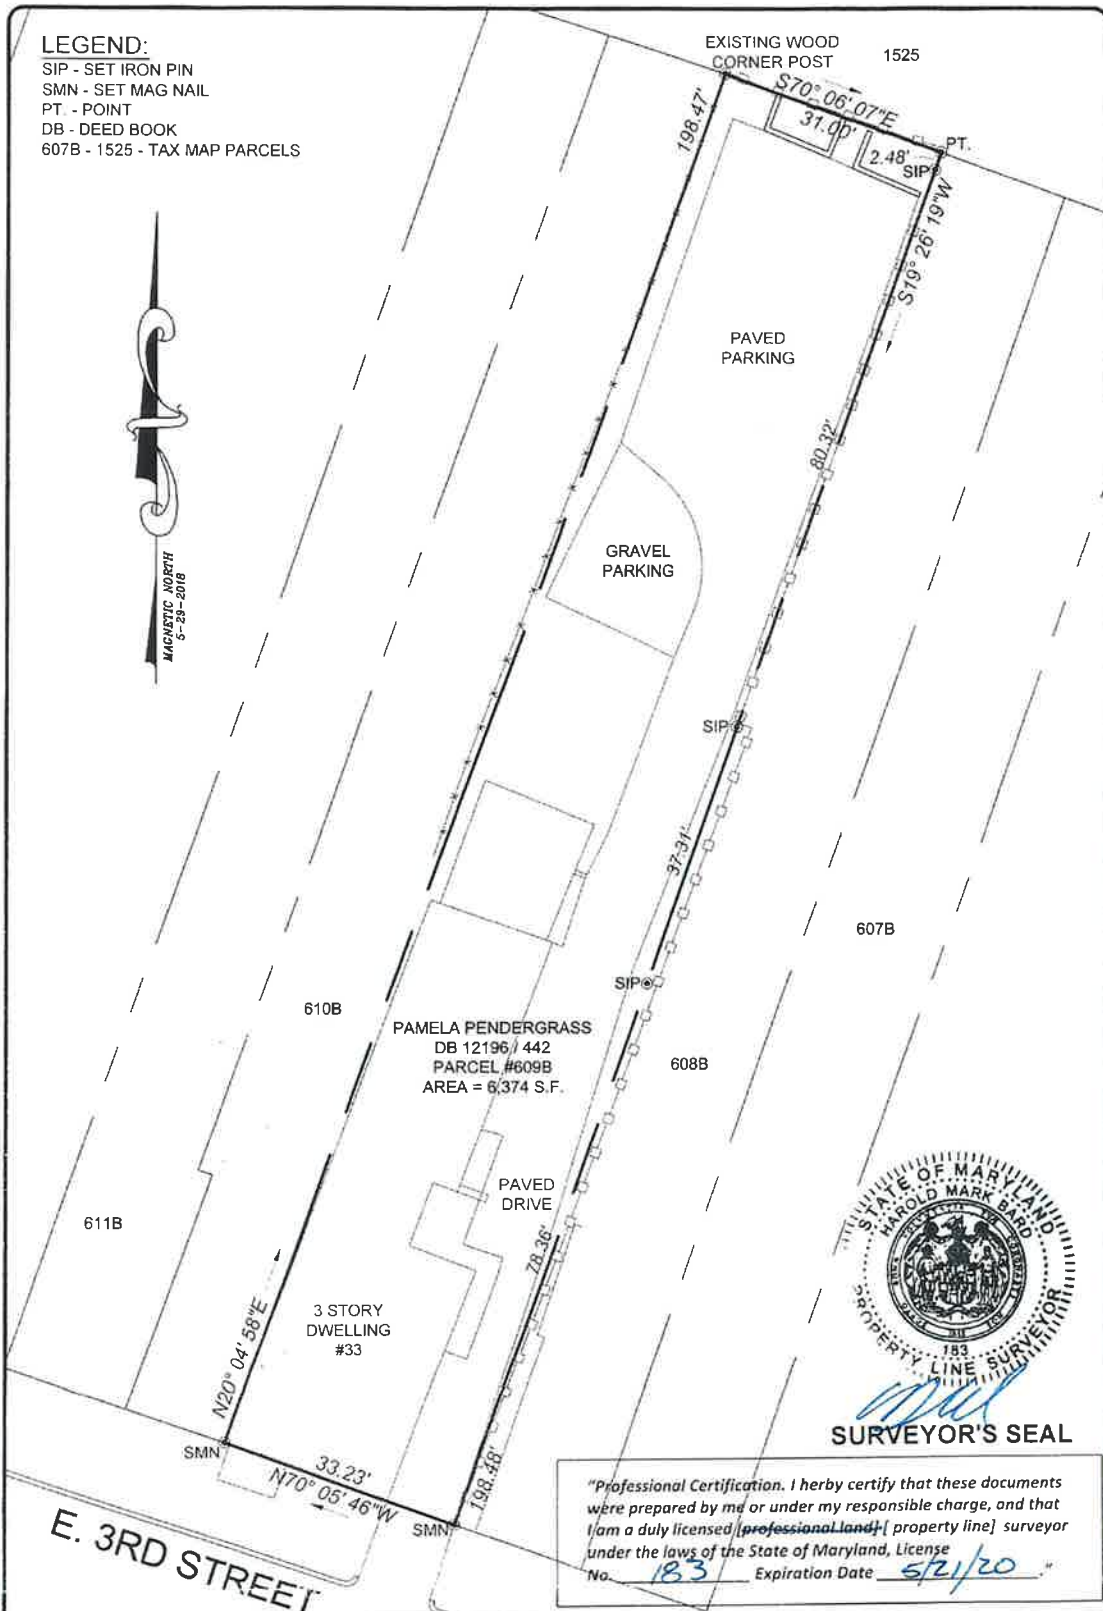 LEGEND:
SIP - SET IRON PIN
SMN - SET MAG NAIL
PT. - POINT
DB - DEED BOOK
607B - 1525 - TAX MAP PARCELS
EXISTING WOOD
CORNER POST
1525
S70° 06' 07"E
31.00'
PT.
2.48'
SIP
198.47'
S19° 26' 19"W
PAVED
PARKING
80.32'
MAGNETIC NORTH
5-29-2018
GRAVEL
PARKING
SIP
37.31'
607B
SIP
610B
PAMELA PENDERGRASS
DB 12196 / 442
PARCEL #609B
AREA = 6,374 S.F.
608B
PAVED
DRIVE
611B
78.36'
3 STORY
DWELLING
#33
N20° 04' 58"E
SMN
33.23'
N70° 05' 46"W
SMN
198.48'
E. 3RD STREET
STATE OF MARYLAND
HAROLD MARK BARD
183
PROPERTY LINE SURVEYOR
SURVEYOR'S SEAL
"Professional Certification. I herby certify that these documents
were prepared by me or under my responsible charge, and that
I am a duly licensed [professional land] [ property line] surveyor
under the laws of the State of Maryland, License
No. 183 Expiration Date 5/21/20 ."